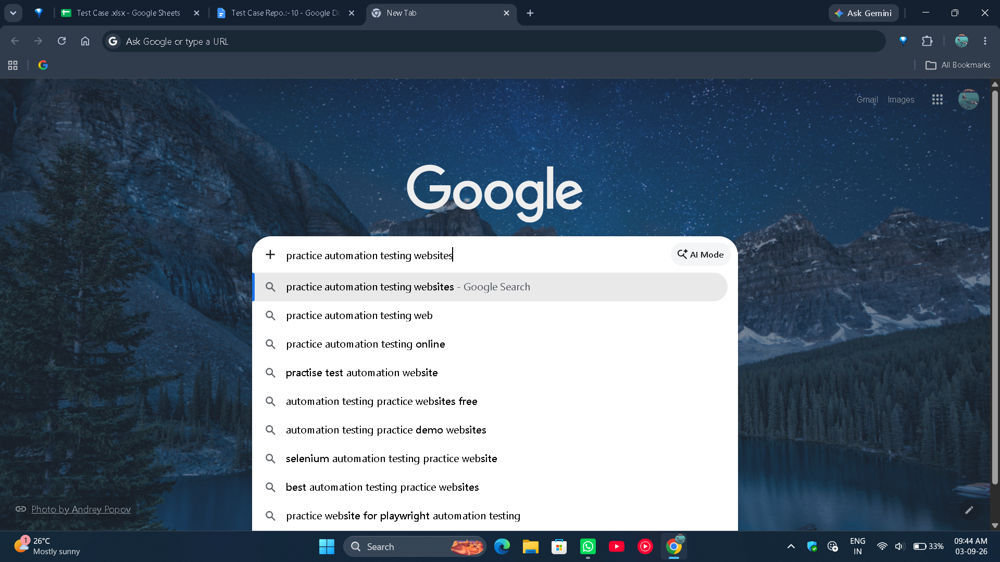 Test Case .xlsx - Google Sheets
Test Case Repo.:-10 - Google Do
New Tab
Ask Gemini
Ask Google or type a URL
All Bookmarks
Gmail
Images
Google
practice automation testing websites
AI Mode
practice automation testing websites - Google Search
practice automation testing web
practice automation testing online
practise test automation website
automation testing practice websites free
automation testing practice demo websites
selenium automation testing practice website
best automation testing practice websites
practice website for playwright automation testing
Photo by Andrey Popov
1
26°C
Mostly sunny
Search
ENG
IN
33%
09:44 AM
03-09-26